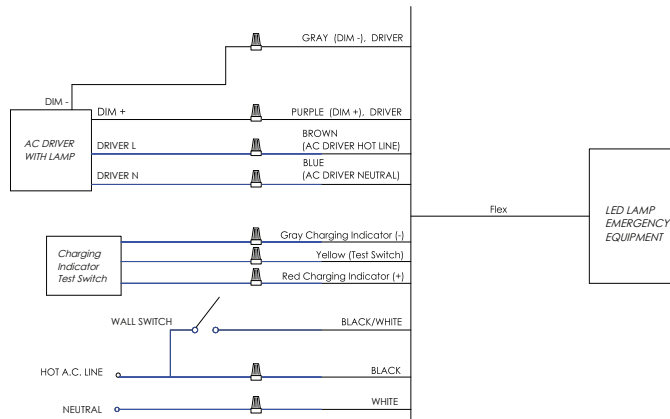 GRAY (DIM -), DRIVER
DIM -
DIM +
PURPLE (DIM +), DRIVER
AC DRIVER
WITH LAMP
DRIVER L
BROWN
(AC DRIVER HOT LINE)
DRIVER N
BLUE
(AC DRIVER NEUTRAL)
Flex
LED LAMP
EMERGENCY
EQUIPMENT
Charging
Indicator
Test Switch
Gray Charging Indicator (-)
Yellow (Test Switch)
Red Charging Indicator (+)
WALL SWITCH
BLACK/WHITE
HOT A.C. LINE
BLACK
NEUTRAL
WHITE